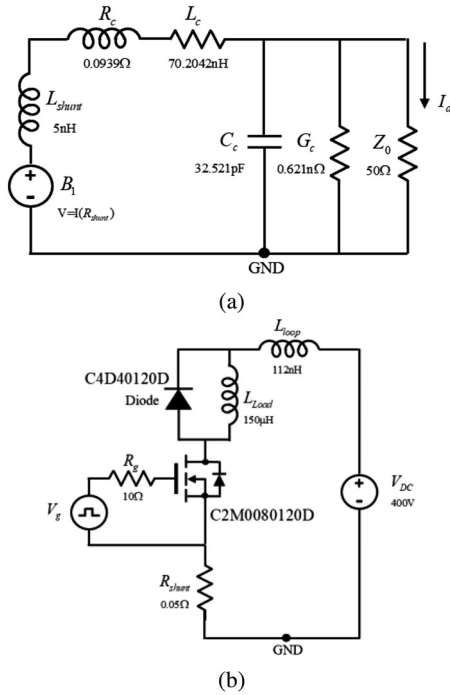 R_c
L_c
0.0939Ω
70.2042nH
L_shunt
5nH
I_d
C_c
G_c
Z_0
32.521pF
0.621nΩ
50Ω
+
-
B_1
V=I(R_shunt)
GND
(a)
L_loop
112nH
C4D40120D
Diode
L_Load
150μH
R_g
10Ω
V_g
C2M0080120D
+
-
V_DC
400V
R_shunt
0.05Ω
GND
(b)